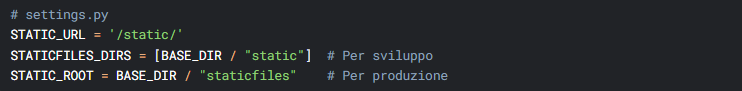 # settings.py
STATIC_URL = '/static/'
STATICFILES_DIRS = [BASE_DIR / "static"]  # Per sviluppo
STATIC_ROOT = BASE_DIR / "staticfiles"    # Per produzione